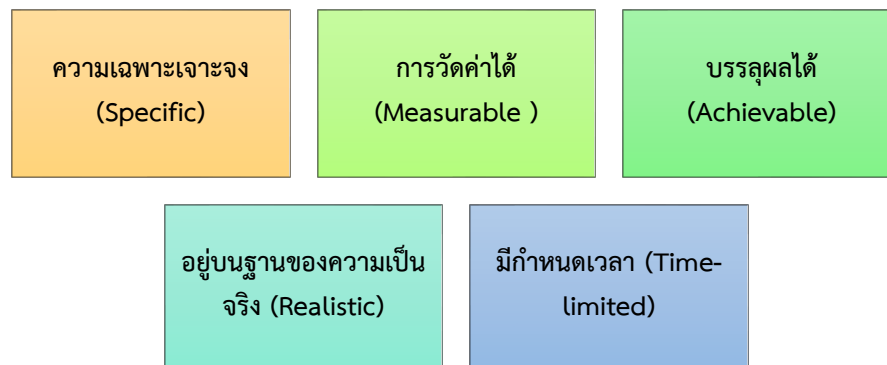 ความเฉพาะเจาะจง
(Specific)
การวัดค่าได้
(Measurable )
บรรลุผลได้
(Achievable)
อยู่บนฐานของความเป็น
จริง (Realistic)
มีกำหนดเวลา (Time-
limited)